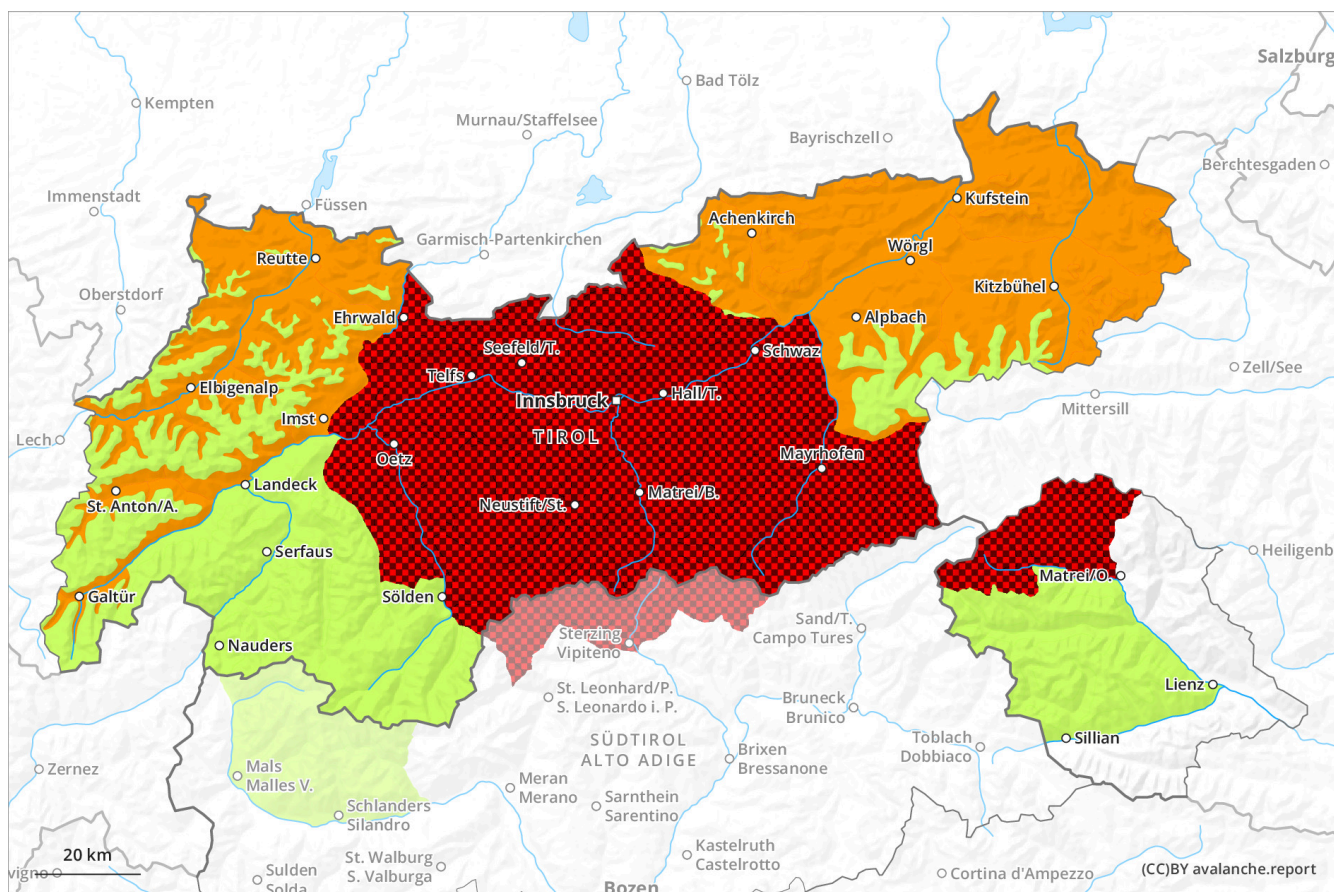 Salzburg
Bad Tölz
Kempten
Murnau/Staffelsee
Bayrischzell
Berchtesgaden
Immenstadt
Füssen
Kufstein
Achenkirch
Garmisch-Partenkirchen
Wörgl
Reutte
Kitzbühel
Oberstdorf
Ehrwald
Alpbach
Seefeld/T.
Schwaz
Zell/See
Telfs
Elbigenalp
Hall/T.
Innsbruck
Mittersill
Imst
Lech
TIROL
Oetz
Mayrhofen
Landeck
Matrei/B.
St. Anton/A.
Neustift/St.
Serfaus
Heiligenb
Matrei/O.
Galtür
Sölden
Sand/T.
Campo Tures
Sterzing
Vipiteno
Nauders
Lienz
St. Leonhard/P.
S. Leonardo i. P.
Bruneck
Brunico
Sillian
SÜDTIROL
ALTO ADIGE
Toblach
Dobbiaco
Brixen
Bressanone
Zernez
Mals
Malles V.
Meran
Merano
Sarnthein
Sarentino
Schlanders
Silandro
Kastelruth
Castelrotto
20 km
St. Walburg
S. Valburga
vigno
Sulden
Solda
Cortina d'Ampezzo
(CC)BY avalanche.report
Bozen